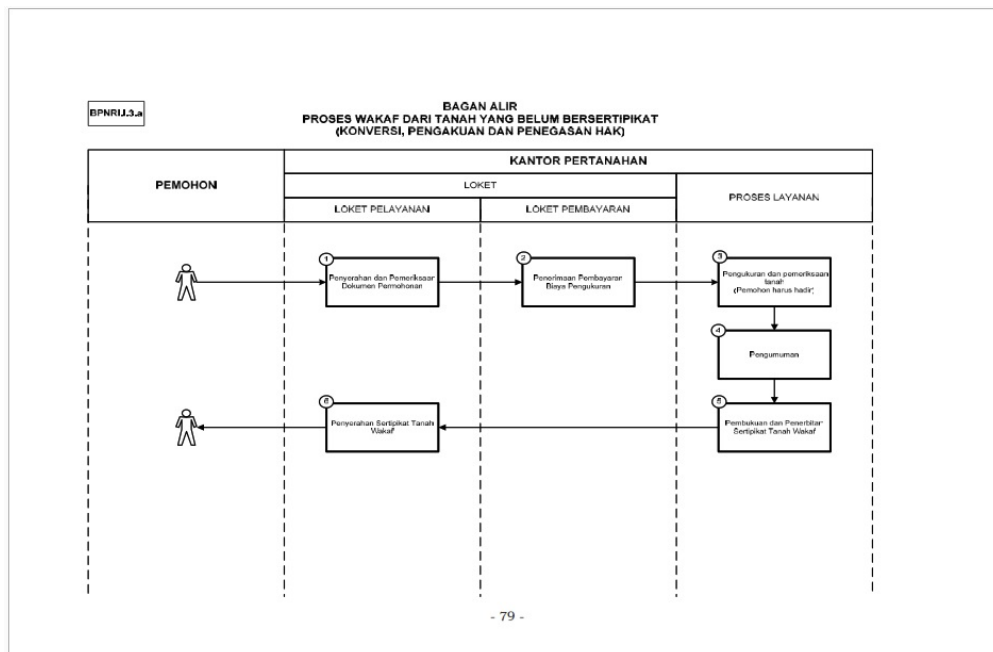 BPNRI.I.3.a
BAGAN ALIR
PROSES WAKAF DARI TANAH YANG BELUM BERSERTIPIKAT
(KONVERSI, PENGAKUAN DAN PENEGASAN HAK)
PEMOHON
KANTOR PERTANAHAN
LOKET
LOKET PELAYANAN
LOKET PEMBAYARAN
PROSES LAYANAN
1
Penyerahan dan Pemeriksaan
Dokumen Permohonan
2
Penerimaan Pembayaran
Biaya Pengukuran
3
Pengukuran dan pemeriksaan
tanah
(Pemohon harus hadir)
4
Pengumuman
5
Pembukuan dan Penerbitan
Sertipikat Tanah Wakaf
6
Penyerahan Sertipikat Tanah
Wakaf
- 79 -